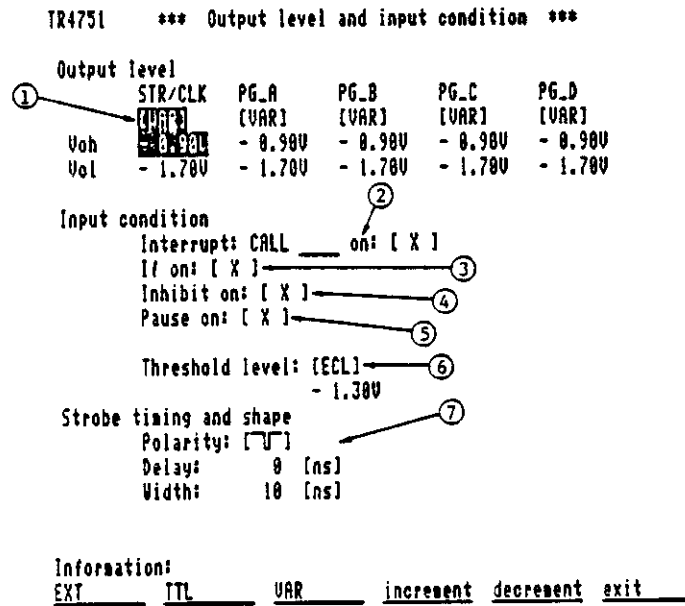 TR4751 *** Output level and input condition ***
Output level
STR/CLK PG_A PG_B PG_C PG_D
① [VAR] [VAR] [VAR] [VAR] [VAR]
Voh - 0.90V - 0.90V - 0.90V - 0.90V
Vol - 1.70V - 1.70V - 1.70V - 1.70V - 1.70V
②
Input condition
Interrupt: CALL ____ on: [ X ]
If on: [ X ] ③
Inhibit on: [ X ] ④
Pause on: [ X ] ⑤
Threshold level: [ECL] ⑥
- 1.30V
Strobe timing and shape ⑦
Polarity: [ ]
Delay: 0 [ns]
Width: 10 [ns]
Information:
EXT TTL VAR increment decrement exit